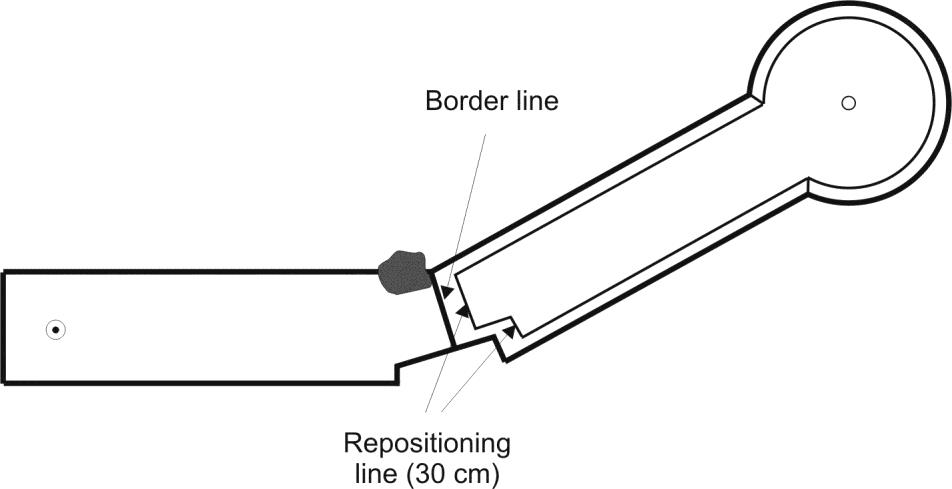 Border line
Repositioning
line (30 cm)